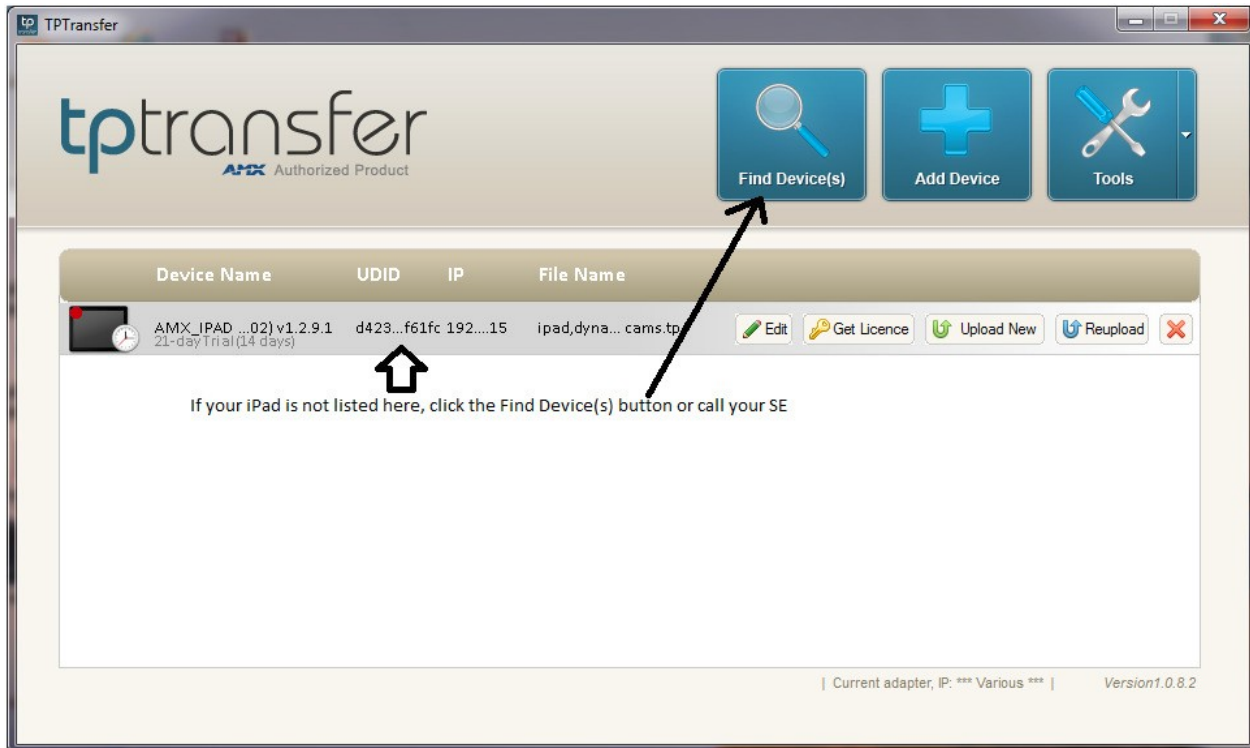 TPTransfer
tptransfer
AMX Authorized Product
Find Device(s)
Add Device
Tools
Device Name UDID IP File Name
AMX_IPAD ...02) v1.2.9.1 d423...f61fc 192....15 ipad,dyna... cams.tp Edit Get Licence Upload New Reupload
21-day Trial (14 days)
If your iPad is not listed here, click the Find Device(s) button or call your SE
| Current adapter, IP: *** Various *** | Version1.0.8.2